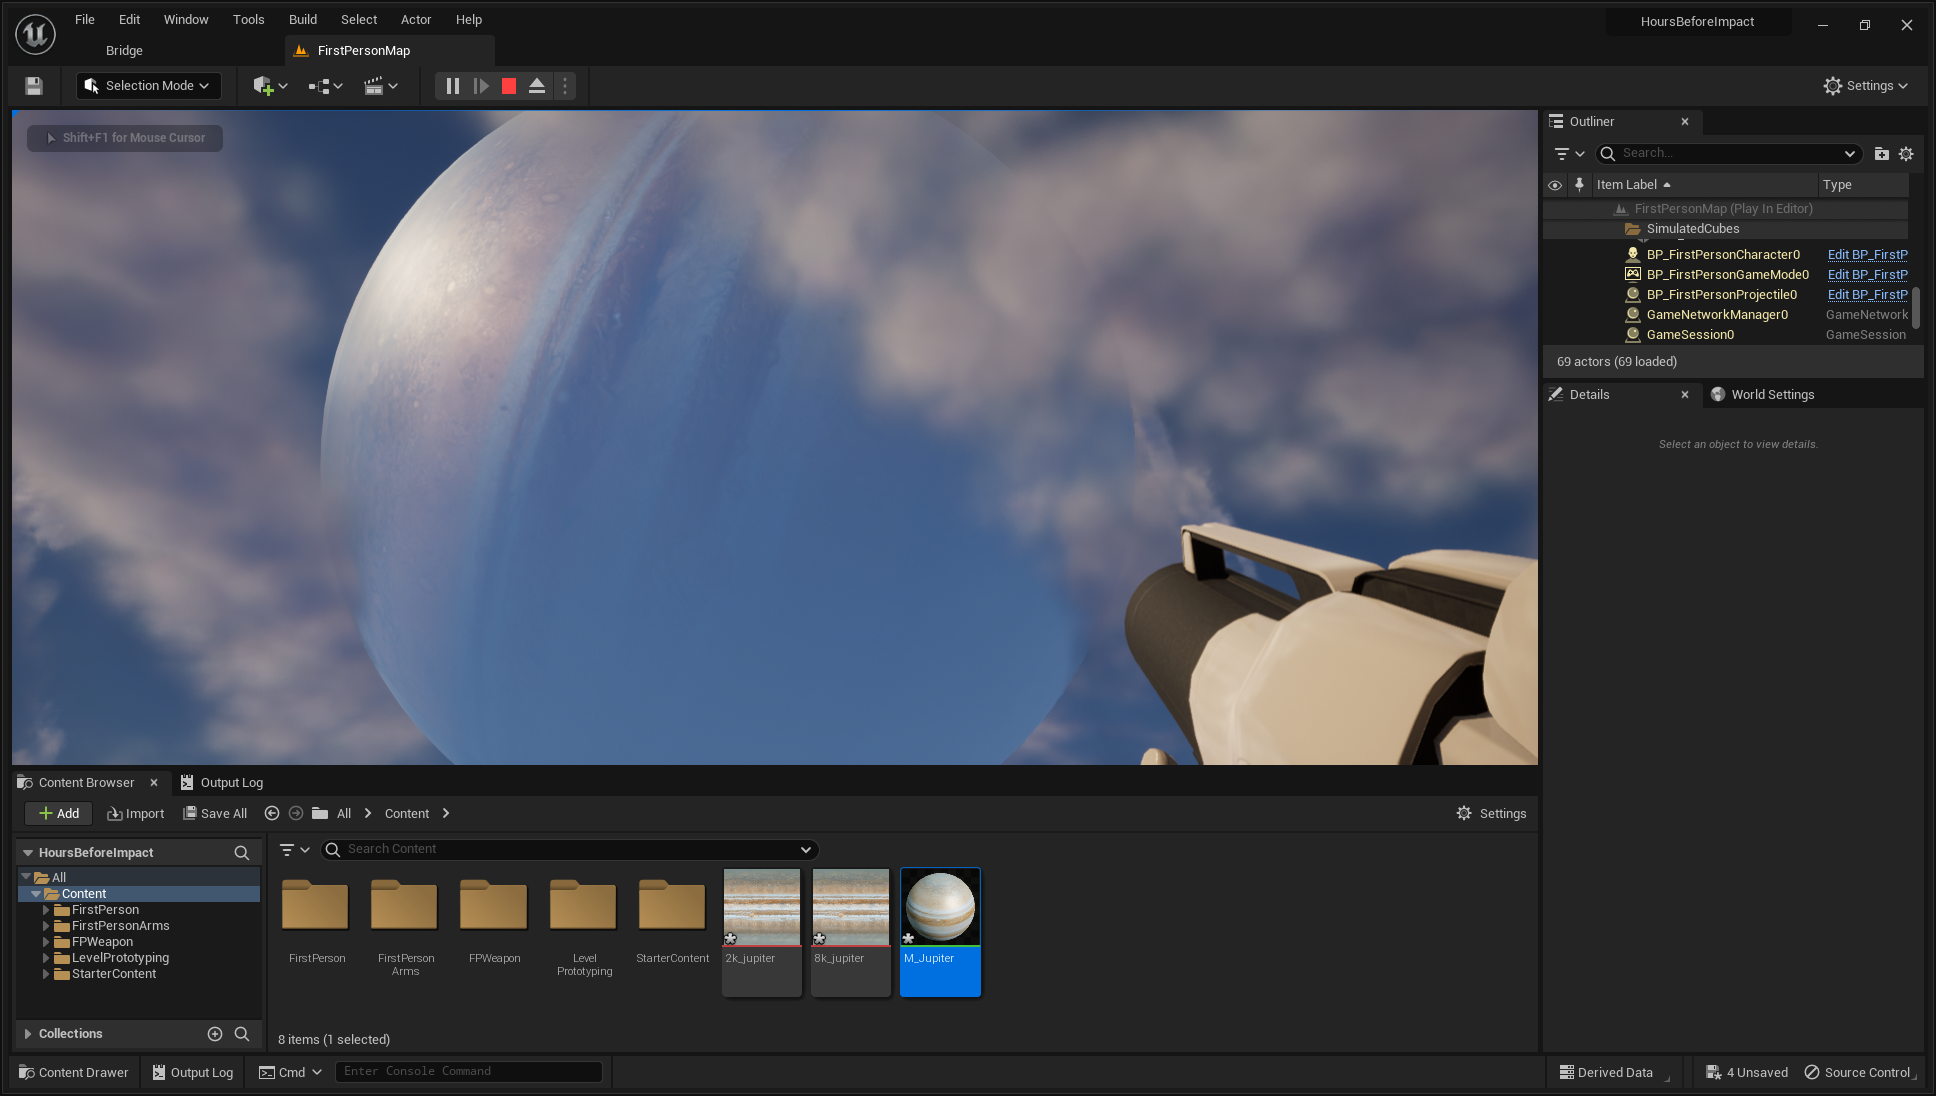 File Edit Window Tools Build Select Actor Help
HoursBeforeImpact
Bridge
FirstPersonMap
Selection Mode
Settings
Shift+F1 for Mouse Cursor
Outliner
Search...
Item Label
Type
FirstPersonMap (Play In Editor)
SimulatedCubes
BP_FirstPersonCharacter0 Edit BP_FirstP
BP_FirstPersonGameMode0 Edit BP_FirstP
BP_FirstPersonProjectile0 Edit BP_FirstP
GameNetworkManager0 GameNetwork
GameSession0 GameSession
69 actors (69 loaded)
Details
World Settings
Select an object to view details.
Content Browser
Output Log
Add
Import
Save All
All
Content
Settings
HoursBeforeImpact
All
Content
FirstPerson
FirstPersonArms
FPWeapon
LevelPrototyping
StarterContent
Collections
Search Content
FirstPerson
FirstPerson
Arms
FPWeapon
Level
Prototyping
StarterContent
2k_jupiter
8k_jupiter
M_Jupiter
8 items (1 selected)
Content Drawer
Output Log
Cmd
Enter Console Command
Derived Data
4 Unsaved
Source Control